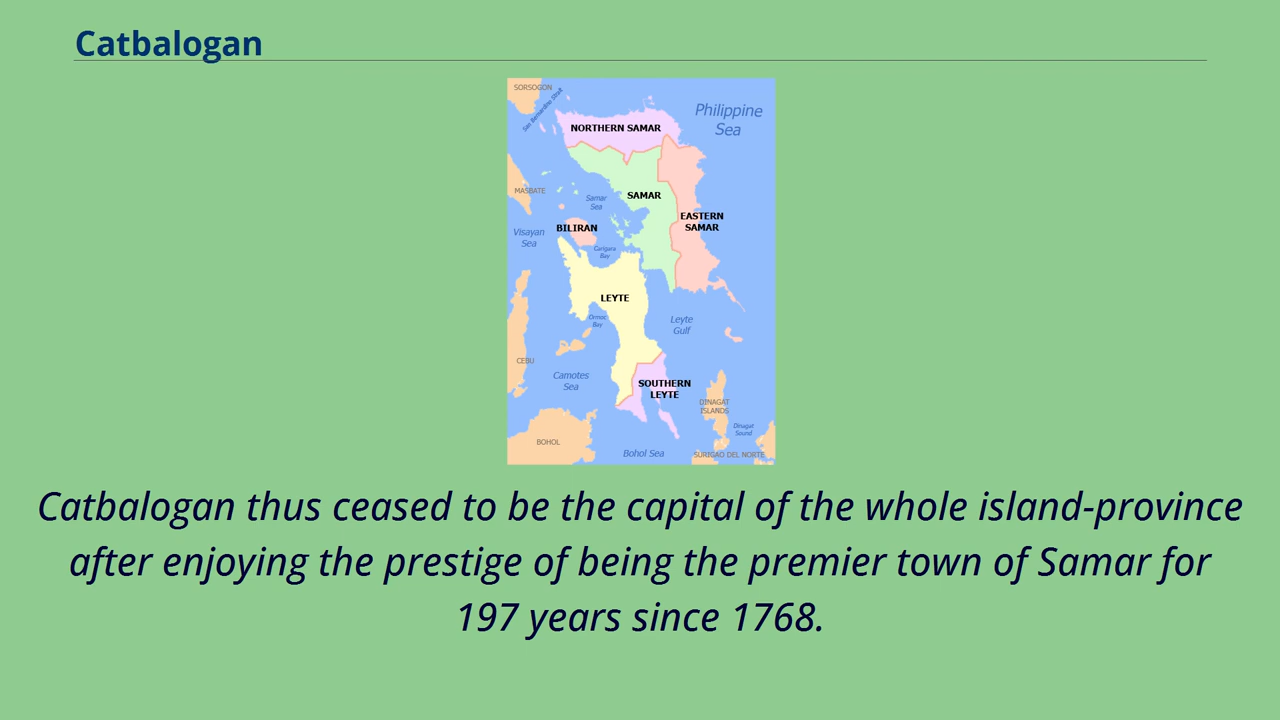 Catbalogan
SORSOGON
San Bernardino Strait
Philippine
Sea
NORTHERN SAMAR
MASBATE
SAMAR
Samar
Sea
EASTERN
SAMAR
BILIRAN
Visayan
Sea
Carigara
Bay
LEYTE
Ormoc
Bay
Leyte
Gulf
CEBU
Camotes
Sea
SOUTHERN
LEYTE
DINAGAT
ISLANDS
Dinagat
Sound
BOHOL
Bohol Sea
SURIGAO DEL NORTE
Catbalogan thus ceased to be the capital of the whole island-province
after enjoying the prestige of being the premier town of Samar for
197 years since 1768.